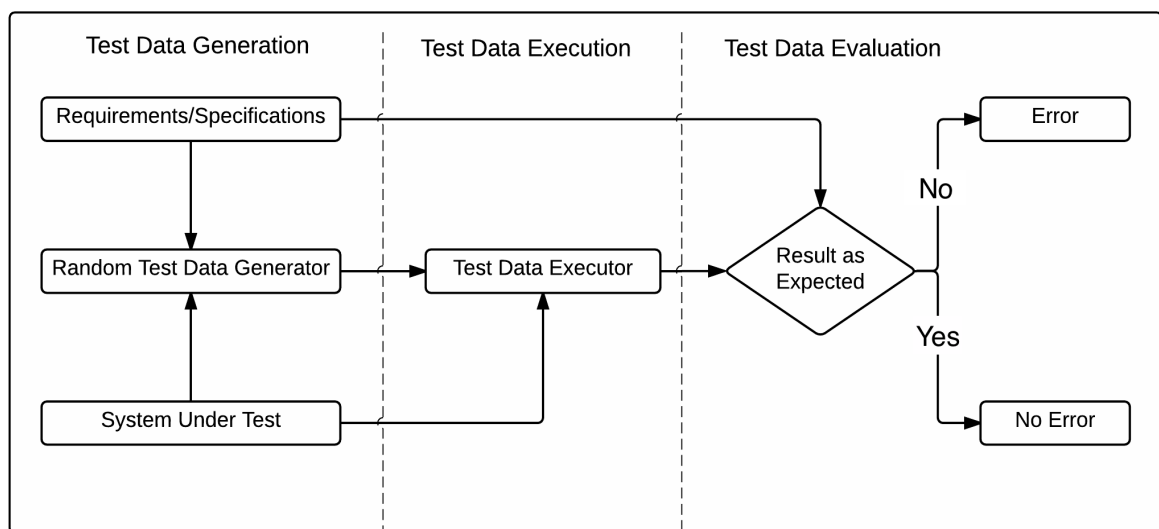 Test Data Generation
Test Data Execution
Test Data Evaluation
Requirements/Specifications
Error
No
Random Test Data Generator
Test Data Executor
Result as
Expected
Yes
System Under Test
No Error